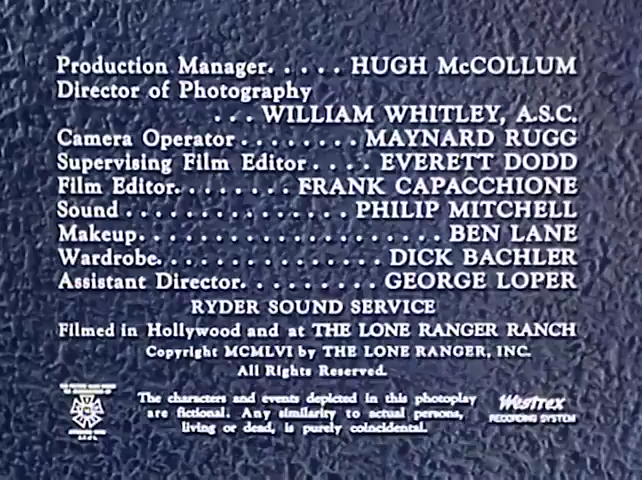 Production Manager. . . . . HUGH McCOLLUM
Director of Photography
. . . WILLIAM WHITLEY, A.S.C.
Camera Operator . . . . . . . . MAYNARD RUGG
Supervising Film Editor . . . . EVERETT DODD
Film Editor. . . . . . . . FRANK CAPACCHIONE
Sound . . . . . . . . . . . . . . . PHILIP MITCHELL
Makeup. . . . . . . . . . . . . . . . . . . . BEN LANE
Wardrobe. . . . . . . . . . . . . . . DICK BACHLER
Assistant Director. . . . . . . . . GEORGE LOPER
RYDER SOUND SERVICE
Filmed in Hollywood and at THE LONE RANGER RANCH
Copyright MCMLVI by THE LONE RANGER, INC.
All Rights Reserved.
The characters and events depicted in this photoplay
are fictional. Any similarity to actual persons,
living or dead, is purely coincidental.
Westrex
RECORDING SYSTEM